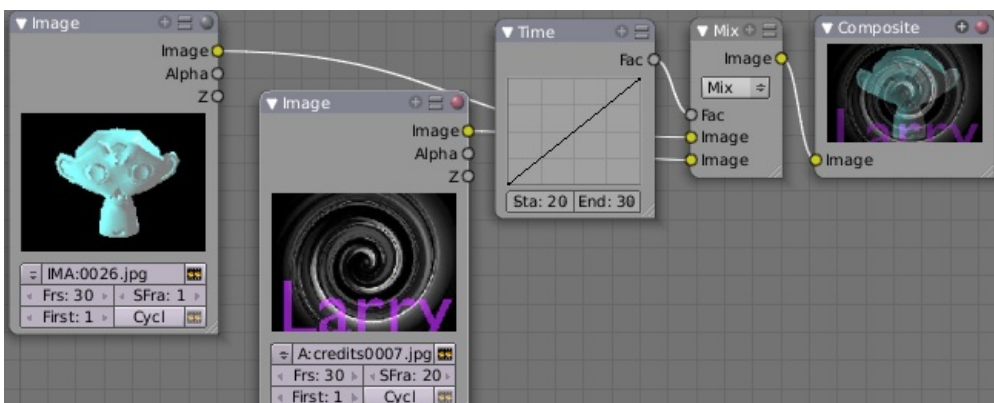 Image
Image
Alpha
Z
IMA:0026.jpg
Frs: 30
SFra: 1
First: 1
Cycl
Image
Image
Alpha
Z
Larry
A:credits0007.jpg
Frs: 30
SFra: 20
First: 1
Cycl
Time
Fac
Sta: 20
End: 30
Mix
Image
Mix
Fac
Image
Image
Composite
Larry
Image